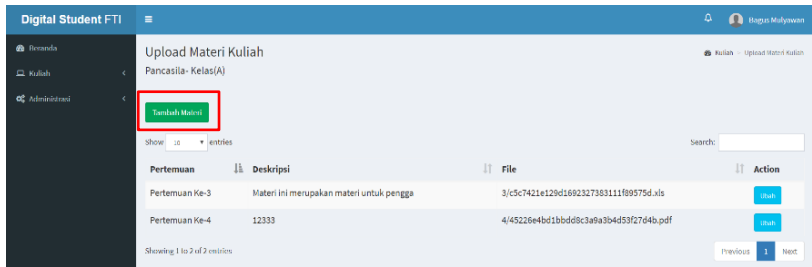 Digital Student FTI
Bagus Mulyawan
Beranda
Kuliah
Administrasi
Upload Materi Kuliah
Pancasila- Kelas(A)
Kuliah > Upload Materi Kuliah
Tambah Materi
Show 10 entries
Search:
Pertemuan Deskripsi File Action
Pertemuan Ke-3 Materi ini merupakan materi untuk pengga 3/c5c7421e129d1692327383111f89575d.xls Ubah
Pertemuan Ke-4 12333 4/45226e4bd1bbdd8c3a9a3b4d53f27d4b.pdf Ubah
Showing 1 to 2 of 2 entries
Previous 1 Next